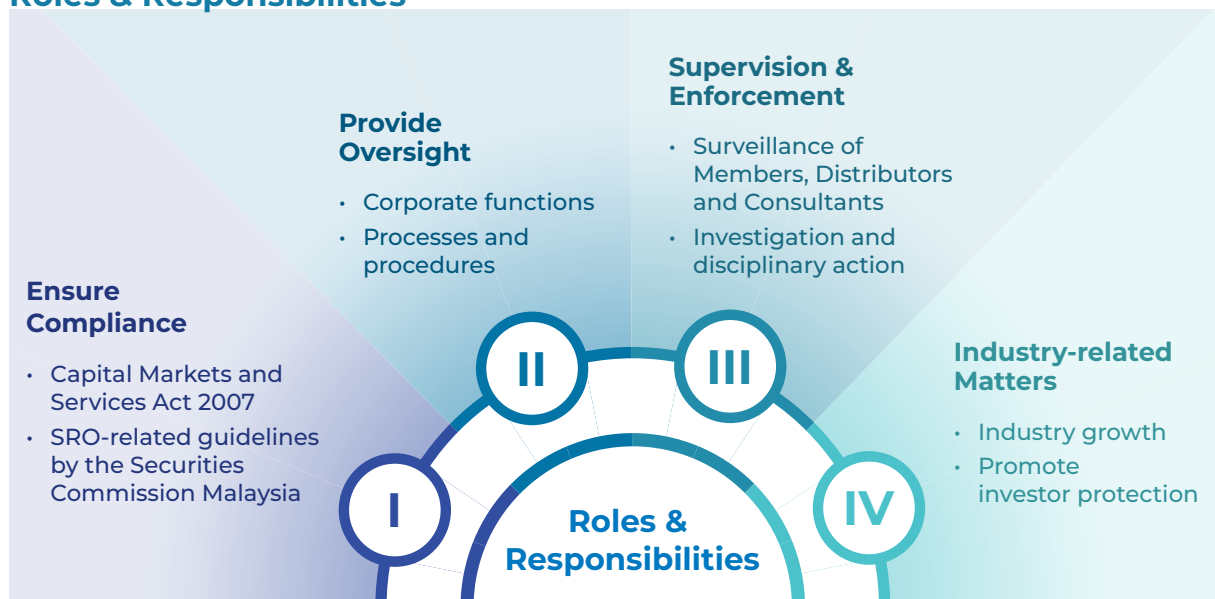 Roles & Responsibilities
Ensure
Compliance
• Capital Markets and
Services Act 2007
• SRO-related guidelines
by the Securities
Commission Malaysia
I
Provide
Oversight
• Corporate functions
• Processes and
procedures
II
Supervision &
Enforcement
• Surveillance of
Members, Distributors
and Consultants
• Investigation and
disciplinary action
III
Industry-related
Matters
• Industry growth
• Promote
investor protection
IV
Roles &
Responsibilities